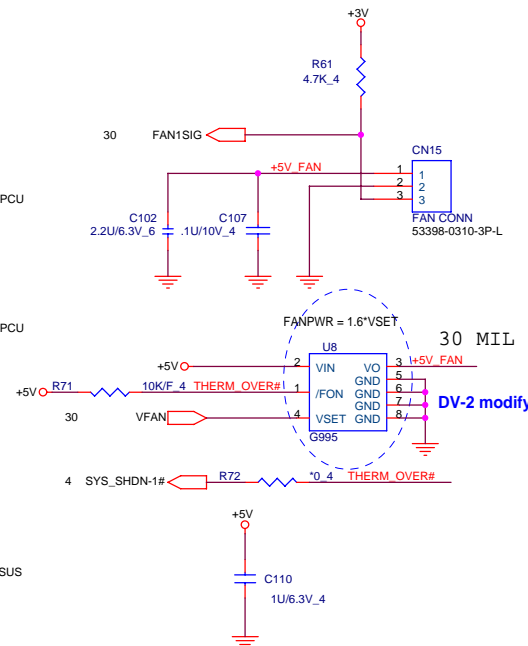 +3V
R61
4.7K_4
30 FAN1SIG
CN15
+5V_FAN
1 1
2 2
3 3
PCU
C102
2.2U/6.3V_6
C107
.1U/10V_4
FAN CONN
53398-0310-3P-L
PCU
FANPWR = 1.6*VSET
30 MIL
U8
+5V 2 VIN VO 3 +5V_FAN
GND 5
+5V R71 10K/F_4 THERM_OVER# 1 /FON GND 6
GND 7
DV-2 modify
30 VFAN 4 VSET GND 8
G995
4 SYS_SHDN-1# R72 *0_4 THERM_OVER#
+5V
SUS
C110
1U/6.3V_4